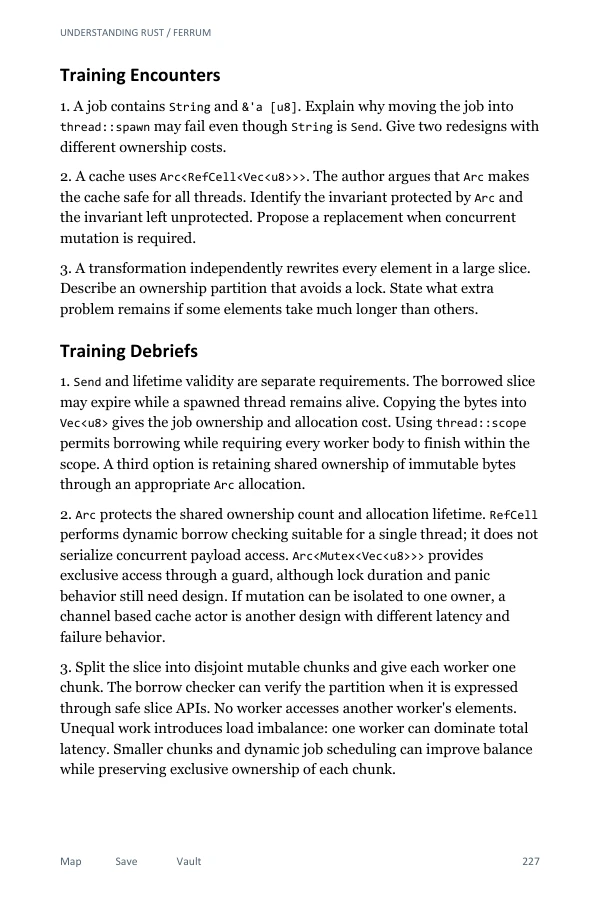 UNDERSTANDING RUST / FERRUM
Training Encounters
1. A job contains String and &'a [u8]. Explain why moving the job into
thread::spawn may fail even though String is Send. Give two redesigns with
different ownership costs.
2. A cache uses Arc<RefCell<Vec<u8>>>. The author argues that Arc makes
the cache safe for all threads. Identify the invariant protected by Arc and
the invariant left unprotected. Propose a replacement when concurrent
mutation is required.
3. A transformation independently rewrites every element in a large slice.
Describe an ownership partition that avoids a lock. State what extra
problem remains if some elements take much longer than others.
Training Debriefs
1. Send and lifetime validity are separate requirements. The borrowed slice
may expire while a spawned thread remains alive. Copying the bytes into
Vec<u8> gives the job ownership and allocation cost. Using thread::scope
permits borrowing while requiring every worker body to finish within the
scope. A third option is retaining shared ownership of immutable bytes
through an appropriate Arc allocation.
2. Arc protects the shared ownership count and allocation lifetime. RefCell
performs dynamic borrow checking suitable for a single thread; it does not
serialize concurrent payload access. Arc<Mutex<Vec<u8>>> provides
exclusive access through a guard, although lock duration and panic
behavior still need design. If mutation can be isolated to one owner, a
channel based cache actor is another design with different latency and
failure behavior.
3. Split the slice into disjoint mutable chunks and give each worker one
chunk. The borrow checker can verify the partition when it is expressed
through safe slice APIs. No worker accesses another worker's elements.
Unequal work introduces load imbalance: one worker can dominate total
latency. Smaller chunks and dynamic job scheduling can improve balance
while preserving exclusive ownership of each chunk.
Map Save Vault 227